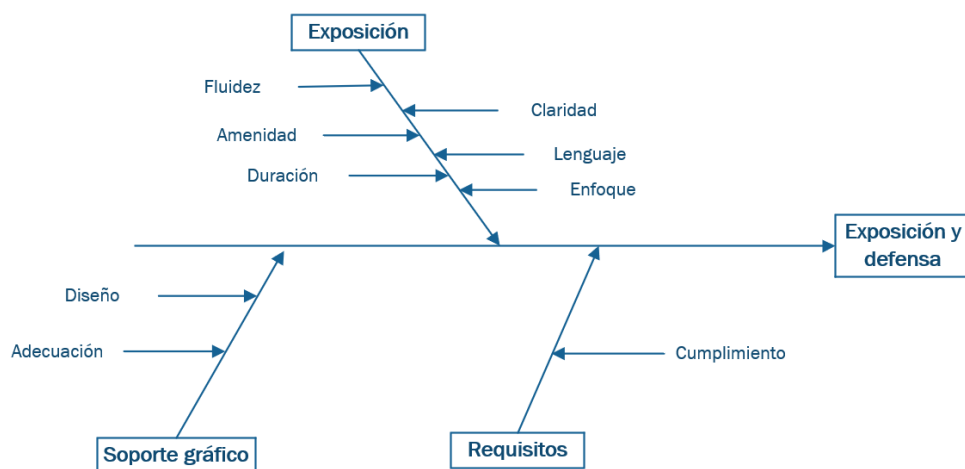 Exposición
Fluidez
Claridad
Amenidad
Lenguaje
Duración
Enfoque
Exposición y
defensa
Diseño
Adecuación
Cumplimiento
Soporte gráfico
Requisitos